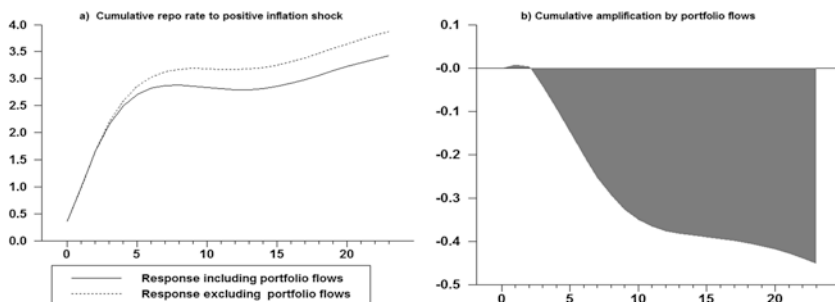 a) Cumulative repo rate to positive inflation shock
4.0
3.5
3.0
2.5
2.0
1.5
1.0
0.5
0.0
0 5 10 15 20
Response including portfolio flows
Response excluding portfolio flows
b) Cumulative amplification by portfolio flows
0.1
-0.0
-0.1
-0.2
-0.3
-0.4
-0.5
0 5 10 15 20